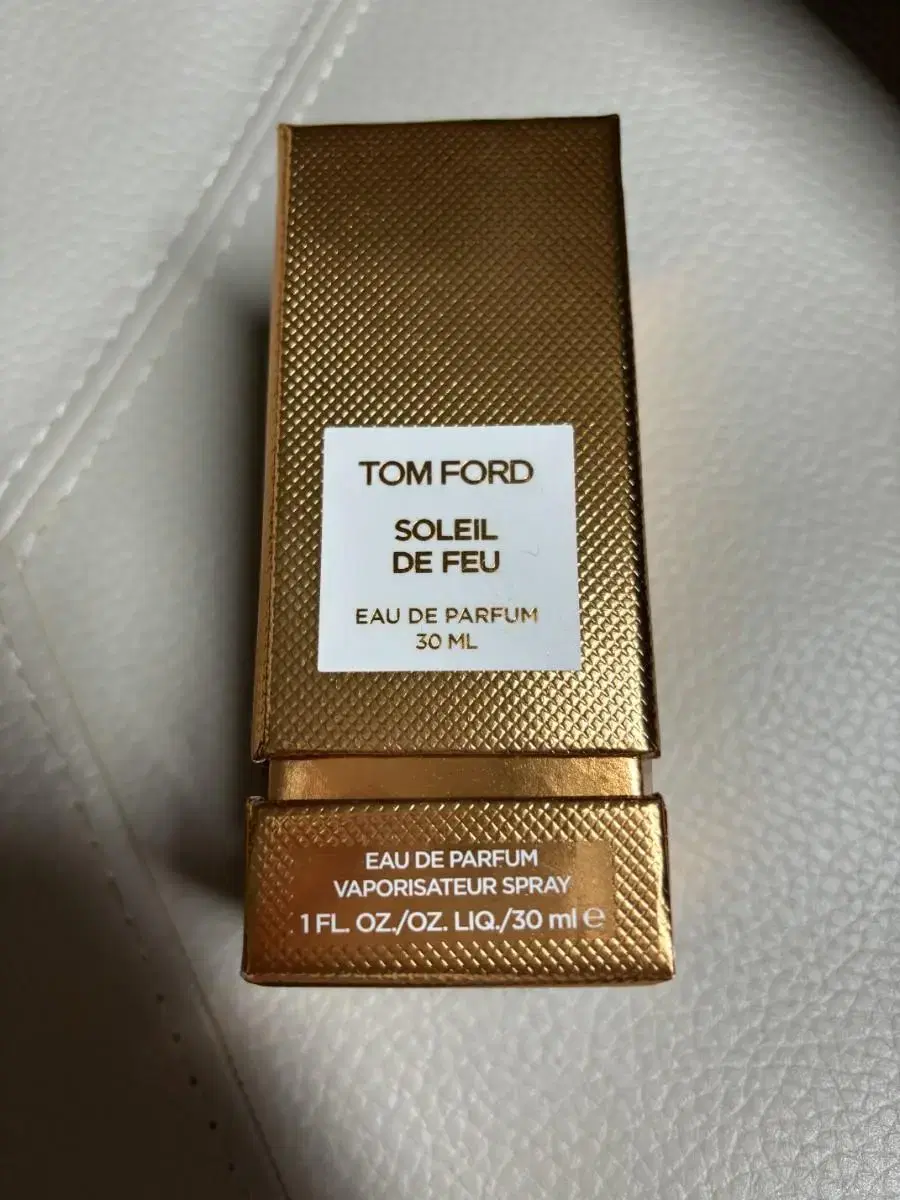 TOM FORD
SOLEIL
DE FEU
EAU DE PARFUM
30 ML
EAU DE PARFUM
VAPORISATEUR SPRAY
1 FL. OZ./OZ. LIQ./30 ml ℮